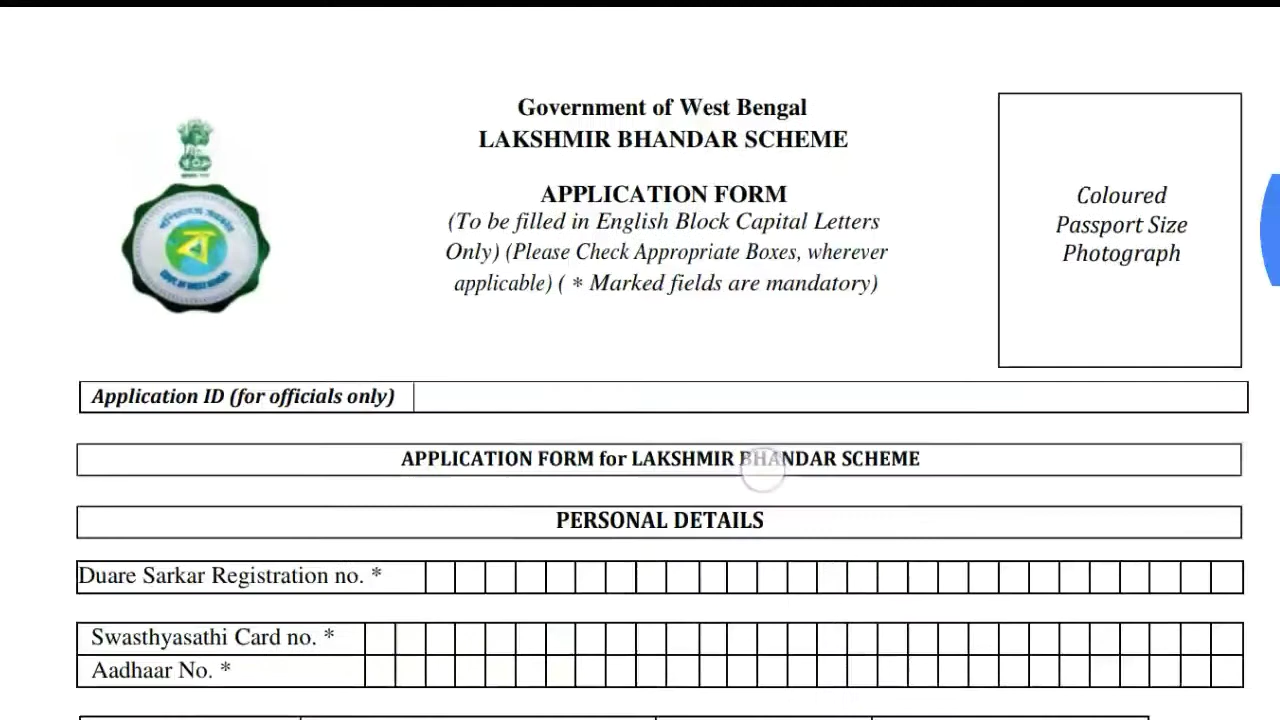 Government of West Bengal
LAKSHMIR BHANDAR SCHEME
APPLICATION FORM
(To be filled in English Block Capital Letters
Only) (Please Check Appropriate Boxes, wherever
applicable) ( * Marked fields are mandatory)
Coloured
Passport Size
Photograph
Application ID (for officials only)
APPLICATION FORM for LAKSHMIR BHANDAR SCHEME
PERSONAL DETAILS
Duare Sarkar Registration no. *
Swasthyasathi Card no. *
Aadhaar No. *